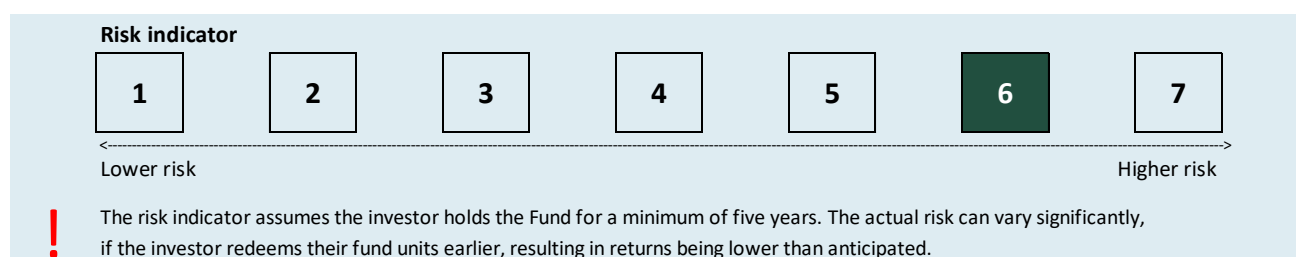 Risk indicator
1 2 3 4 5 6 7
<-->
Lower risk Higher risk
! The risk indicator assumes the investor holds the Fund for a minimum of five years. The actual risk can vary significantly,
if the investor redeems their fund units earlier, resulting in returns being lower than anticipated.